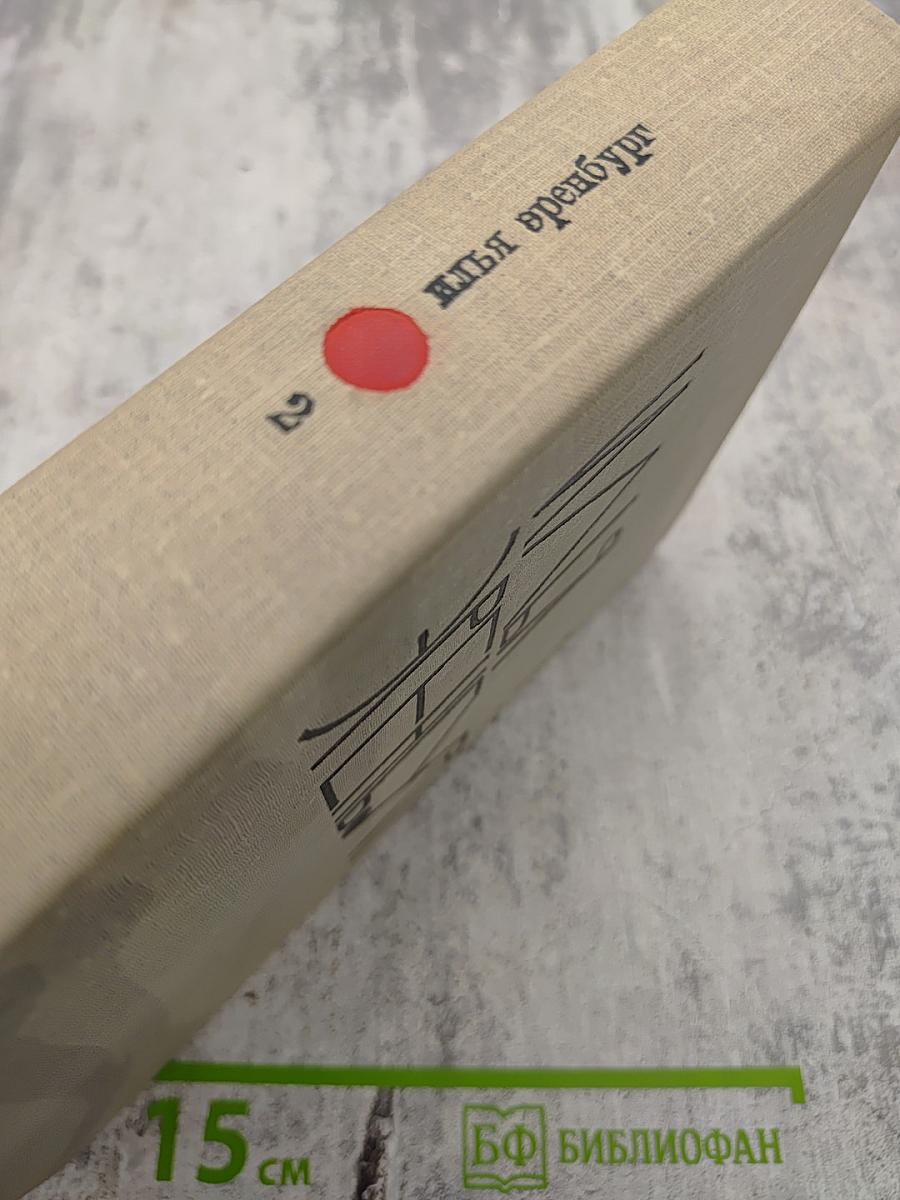 илья эренбург
2
15 см
БФ БИБЛИОФАН